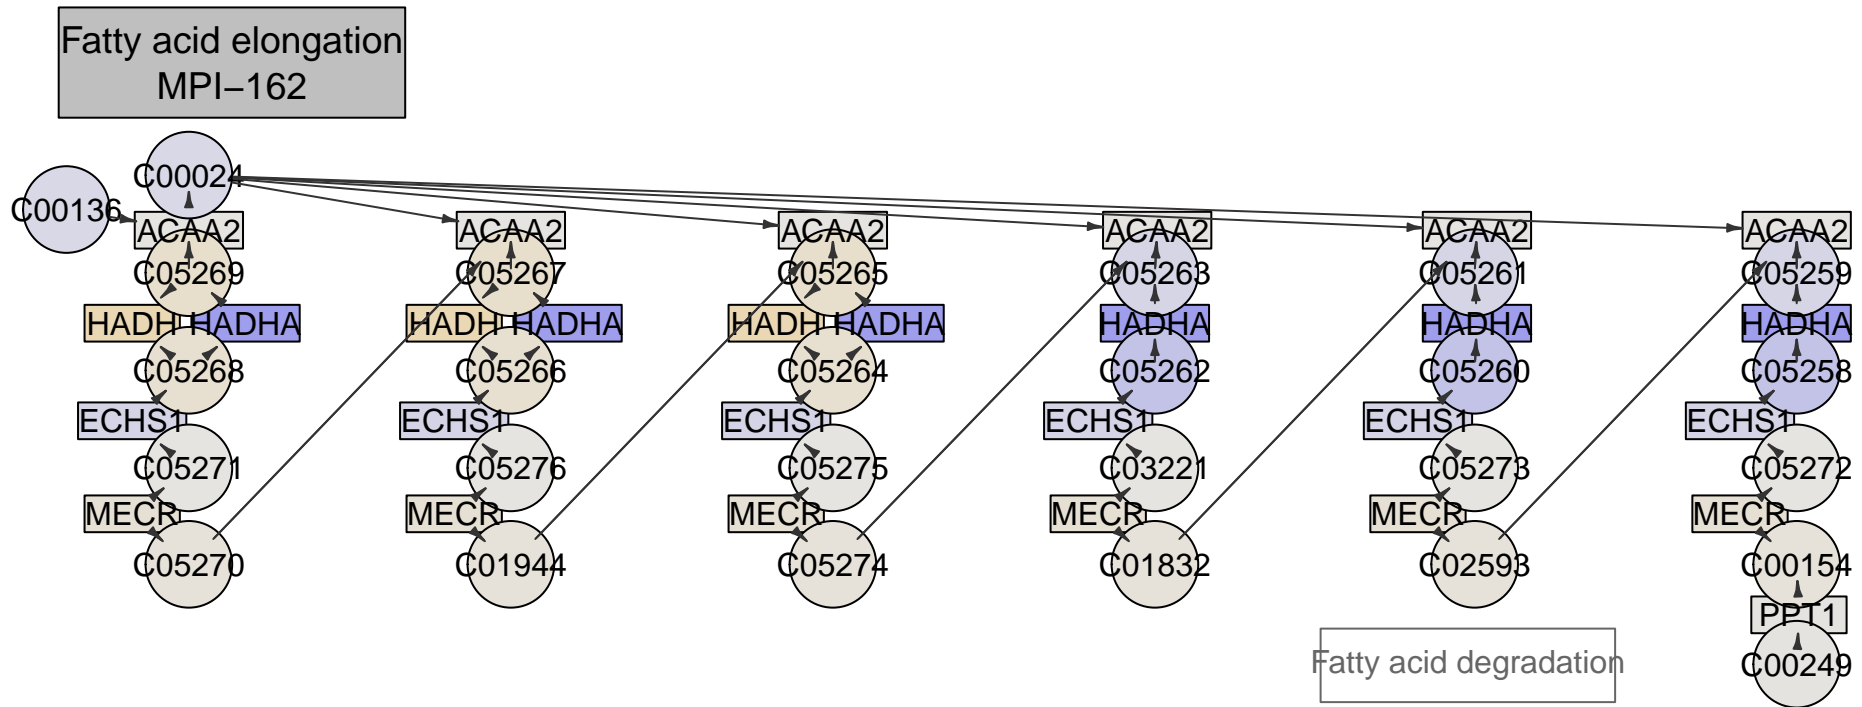 Fatty acid elongation
MPI−162
C00024
C00136
ACAA2 ACAA2 ACAA2 ACAA2 ACAA2 ACAA2
C05269 C05267 C05265 C05263 C05261 C05259
HADH HADHA HADH HADHA HADH HADHA HADHA HADHA HADHA
C05268 C05266 C05264 C05262 C05260 C05258
ECHS1 ECHS1 ECHS1 ECHS1 ECHS1 ECHS1
C05271 C05276 C05275 C03221 C05273 C05272
MECR MECR MECR MECR MECR MECR
C05270 C01944 C05274 C01832 C02593 C00154
PPT1
Fatty acid degradation C00249